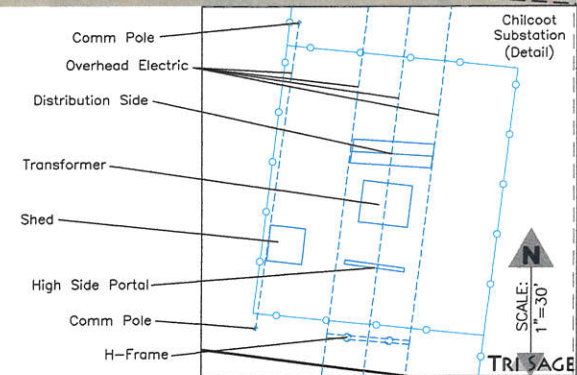 Chilcoot
Substation
(Detail)
Comm Pole
Overhead Electric
Distribution Side
Transformer
Shed
High Side Portal
Comm Pole
H-Frame
N
SCALE:
1"=30'
TRI SAGE